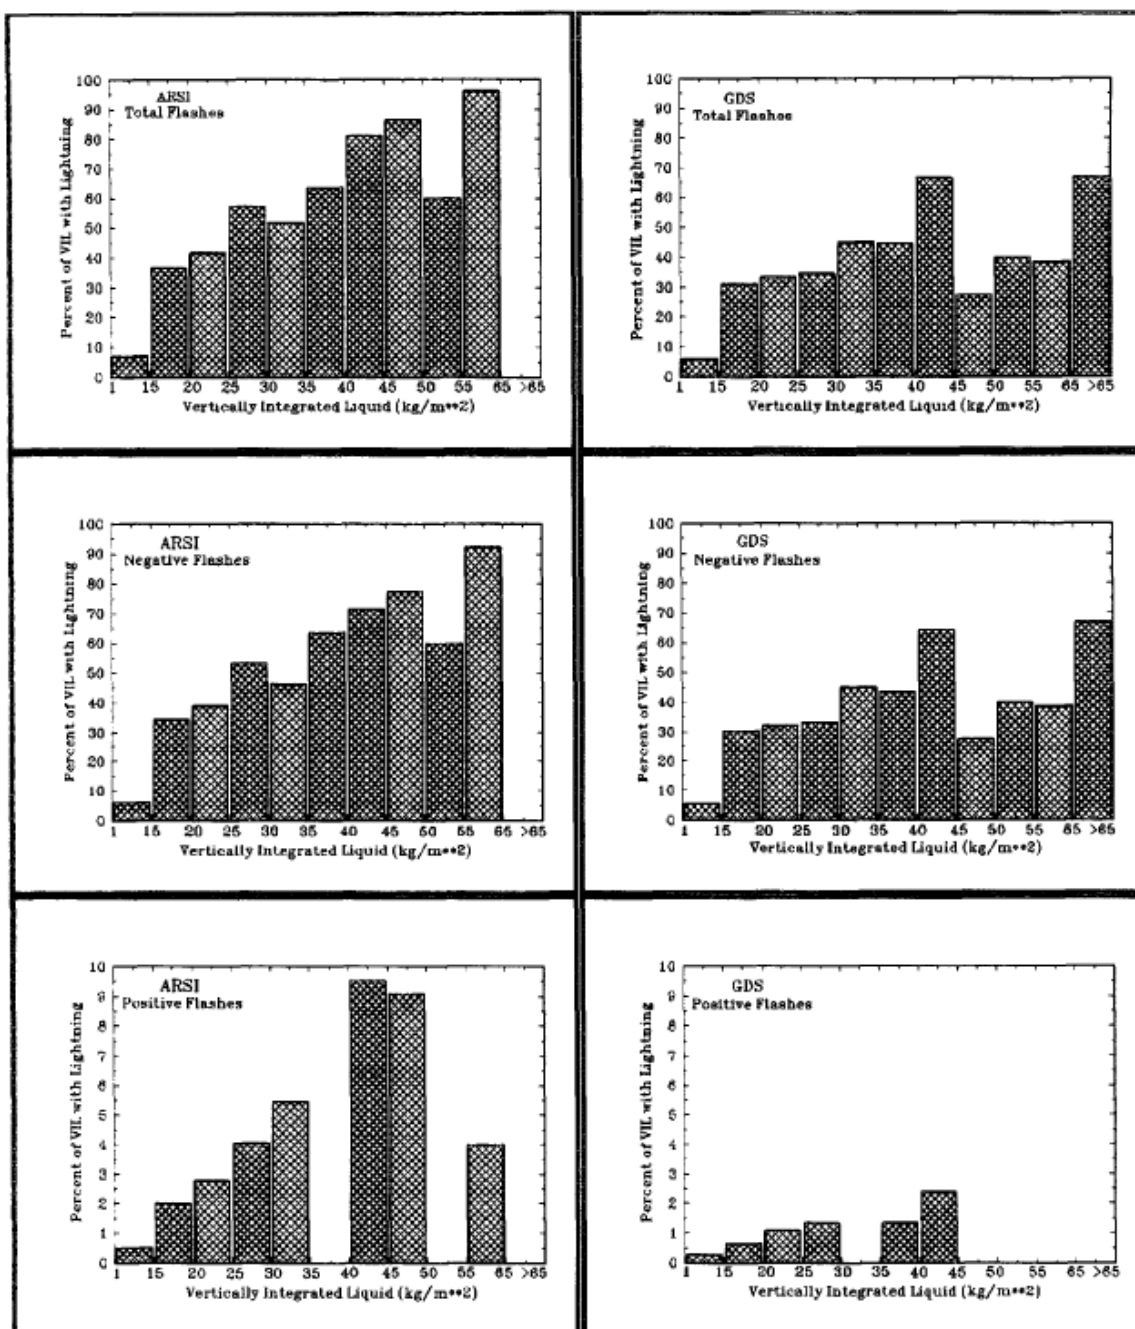 ARSI
Total Flashes
Percent of VIL with Lightning
100
90
80
70
60
50
40
30
20
10
0
1 15 20 25 30 35 40 45 50 55 65 >65
Vertically Integrated Liquid (kg/m**2)
GDS
Total Flashes
Percent of VIL with Lightning
100
90
80
70
60
50
40
30
20
10
0
1 15 20 25 30 35 40 45 50 55 65 >65
Vertically Integrated Liquid (kg/m**2)
ARSI
Negative Flashes
Percent of VIL with Lightning
100
90
80
70
60
50
40
30
20
10
0
1 15 20 25 30 35 40 45 50 55 65 >65
Vertically Integrated Liquid (kg/m**2)
GDS
Negative Flashes
Percent of VIL with Lightning
100
90
80
70
60
50
40
30
20
10
0
1 15 20 25 30 35 40 45 50 55 65 >65
Vertically Integrated Liquid (kg/m**2)
ARSI
Positive Flashes
Percent of VIL with Lightning
10
9
8
7
6
5
4
3
2
1
0
1 15 20 25 30 35 40 45 50 55 65 >65
Vertically Integrated Liquid (kg/m**2)
GDS
Positive Flashes
Percent of VIL with Lightning
10
9
8
7
6
5
4
3
2
1
0
1 15 20 25 30 35 40 45 50 55 65 >65
Vertically Integrated Liquid (kg/m**2)